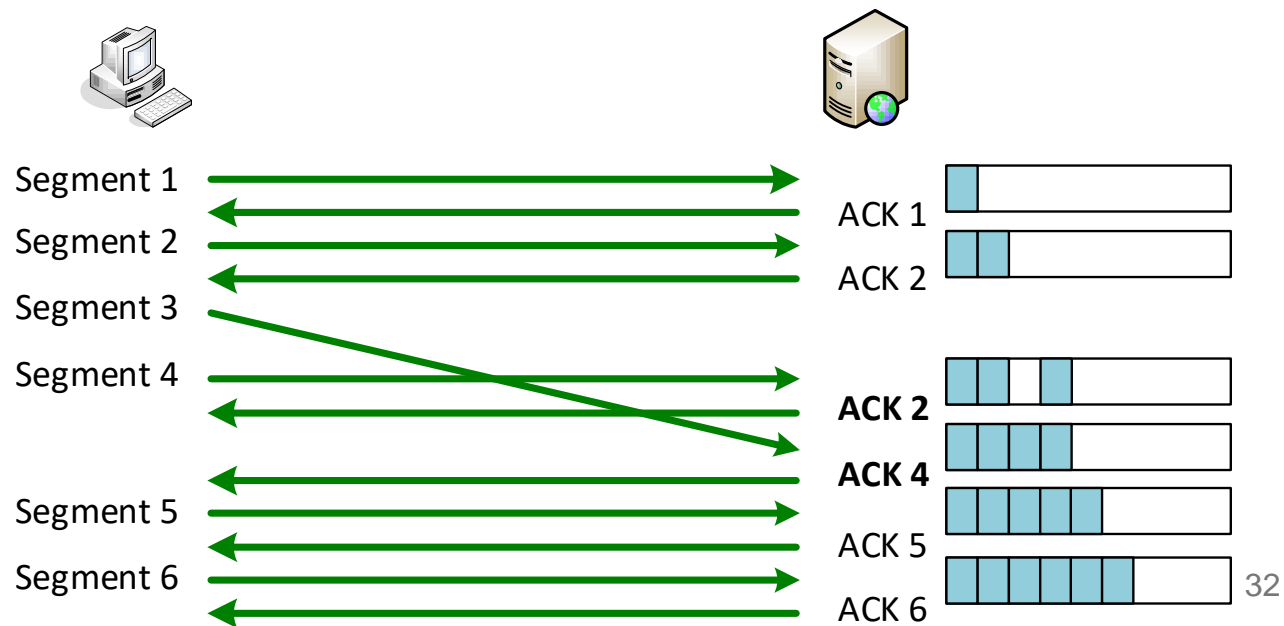 Segment 1
ACK 1
Segment 2
ACK 2
Segment 3
Segment 4
ACK 2
ACK 4
Segment 5
ACK 5
Segment 6
32
ACK 6